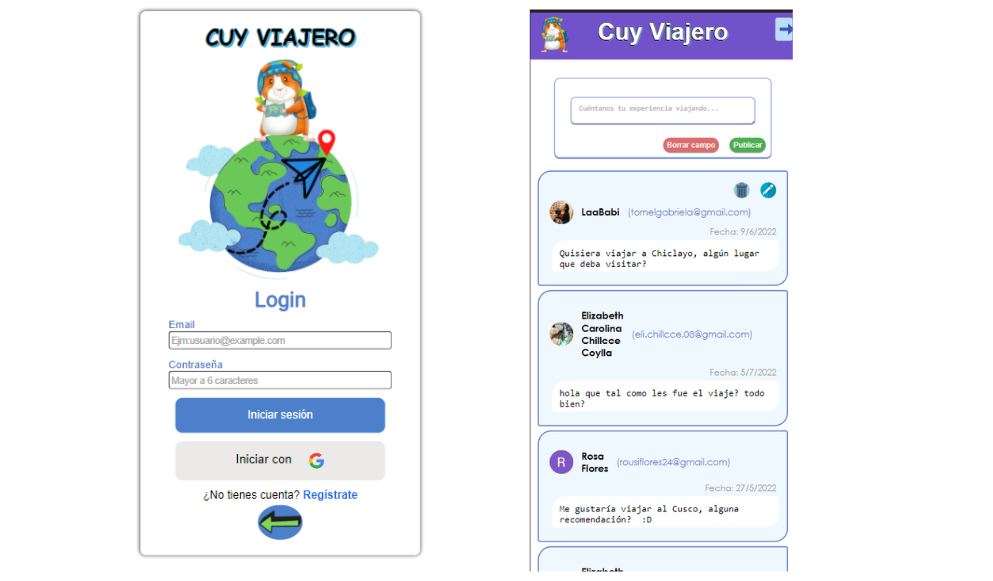 CUY VIAJERO
Login
Email
Ejm:usuario@example.com
Contraseña
Mayor a 6 caracteres
Iniciar sesión
Iniciar con
¿No tienes cuenta? Regístrate
Cuy Viajero
Cuéntanos tu experiencia viajando...
Borrar campo Publicar
LaaBabi (tornelgabriela@gmail.com)
Fecha: 9/6/2022
Quisiera viajar a Chiclayo, algún lugar
que deba visitar?
Elizabeth
Carolina
Chillcce
Coylla
(eli.chillcce.08@gmail.com)
Fecha: 5/7/2022
hola que tal como les fue el viaje? todo
bien?
R
Rosa
Flores
(rousiflores24@gmail.com)
Fecha: 27/5/2022
Me gustaría viajar al Cusco, alguna
recomendación? :D
Elizabeth